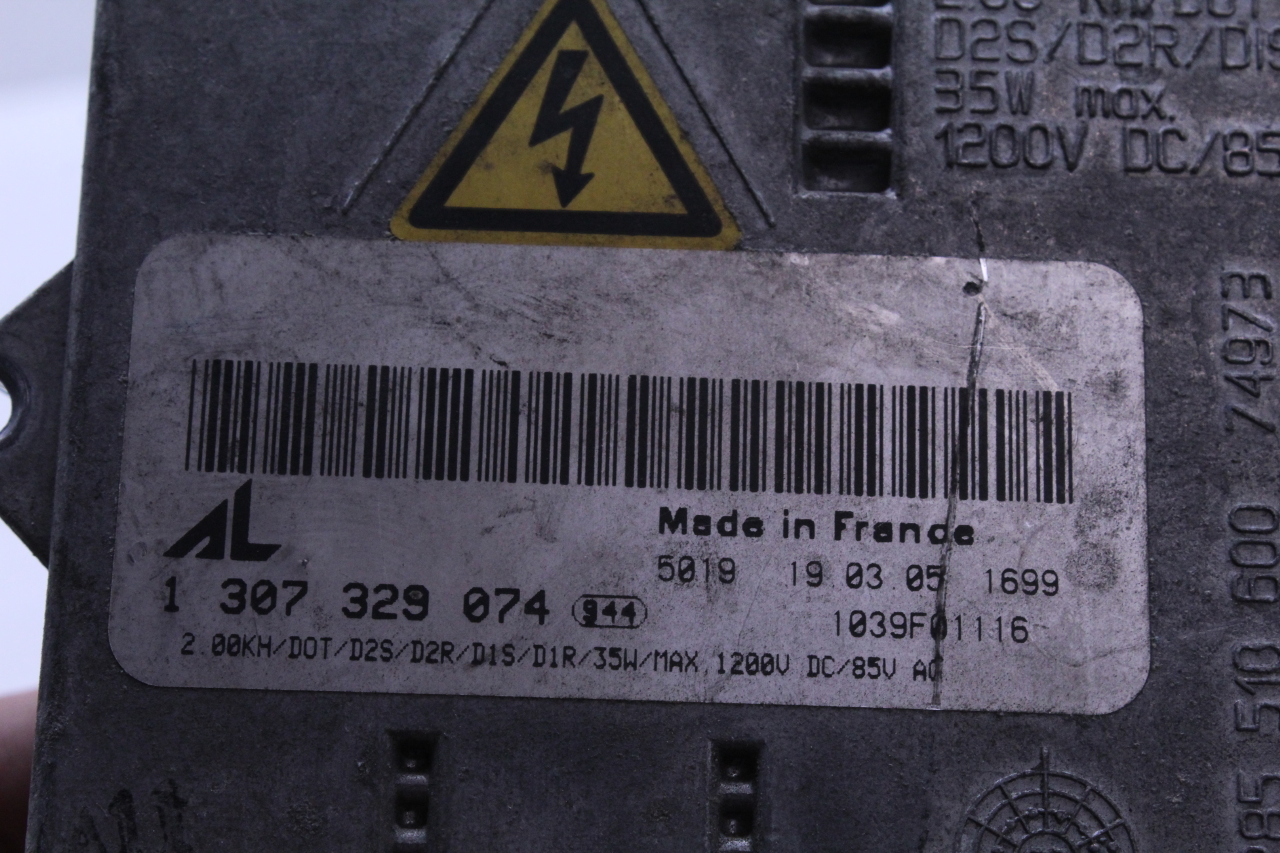 D2S/D2R/D1S
35W max.
1200V DC/85
AL
Made in France
5019 19.03.05 1699
1 307 329 074 944
1039F01116
2.00KH/DOT/D2S/D2R/D1S/D1R/35W/MAX.1200V DC/85V AC
285 510 600 74973